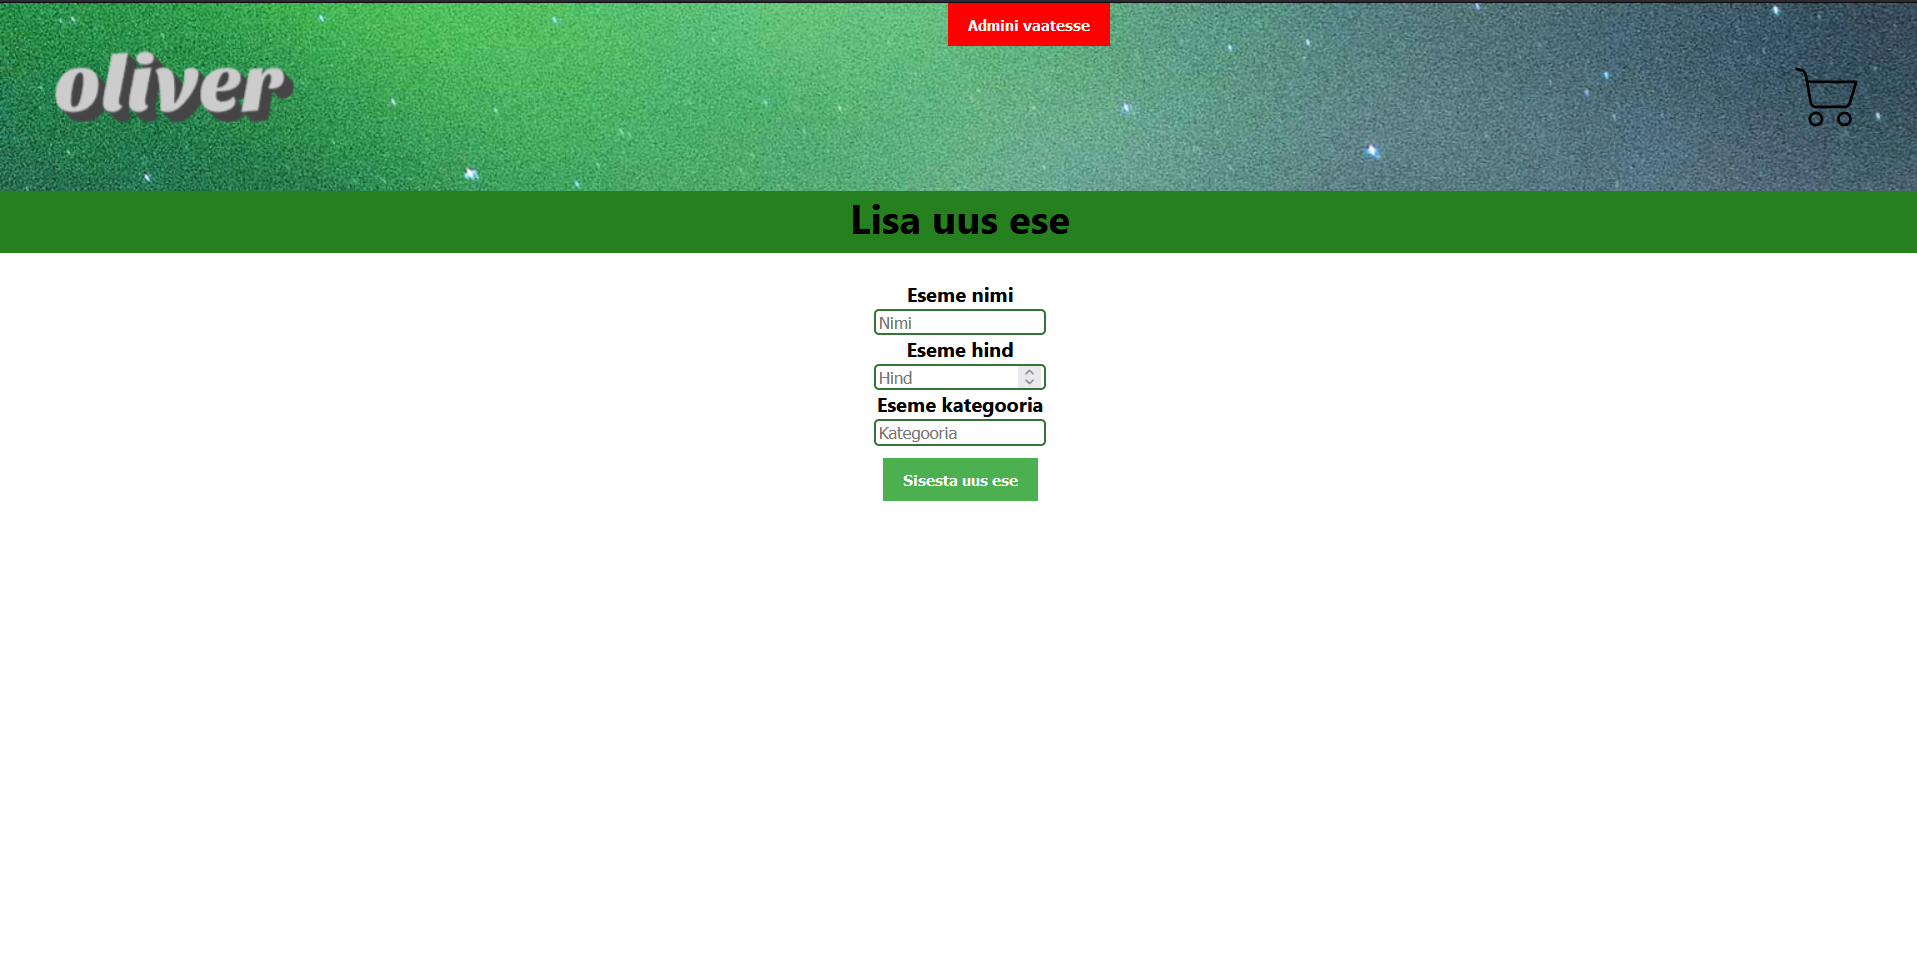 Admini vaatesse
oliver
Lisa uus ese
Eseme nimi
Nimi
Eseme hind
Hind
Eseme kategooria
Kategooria
Sisesta uus ese